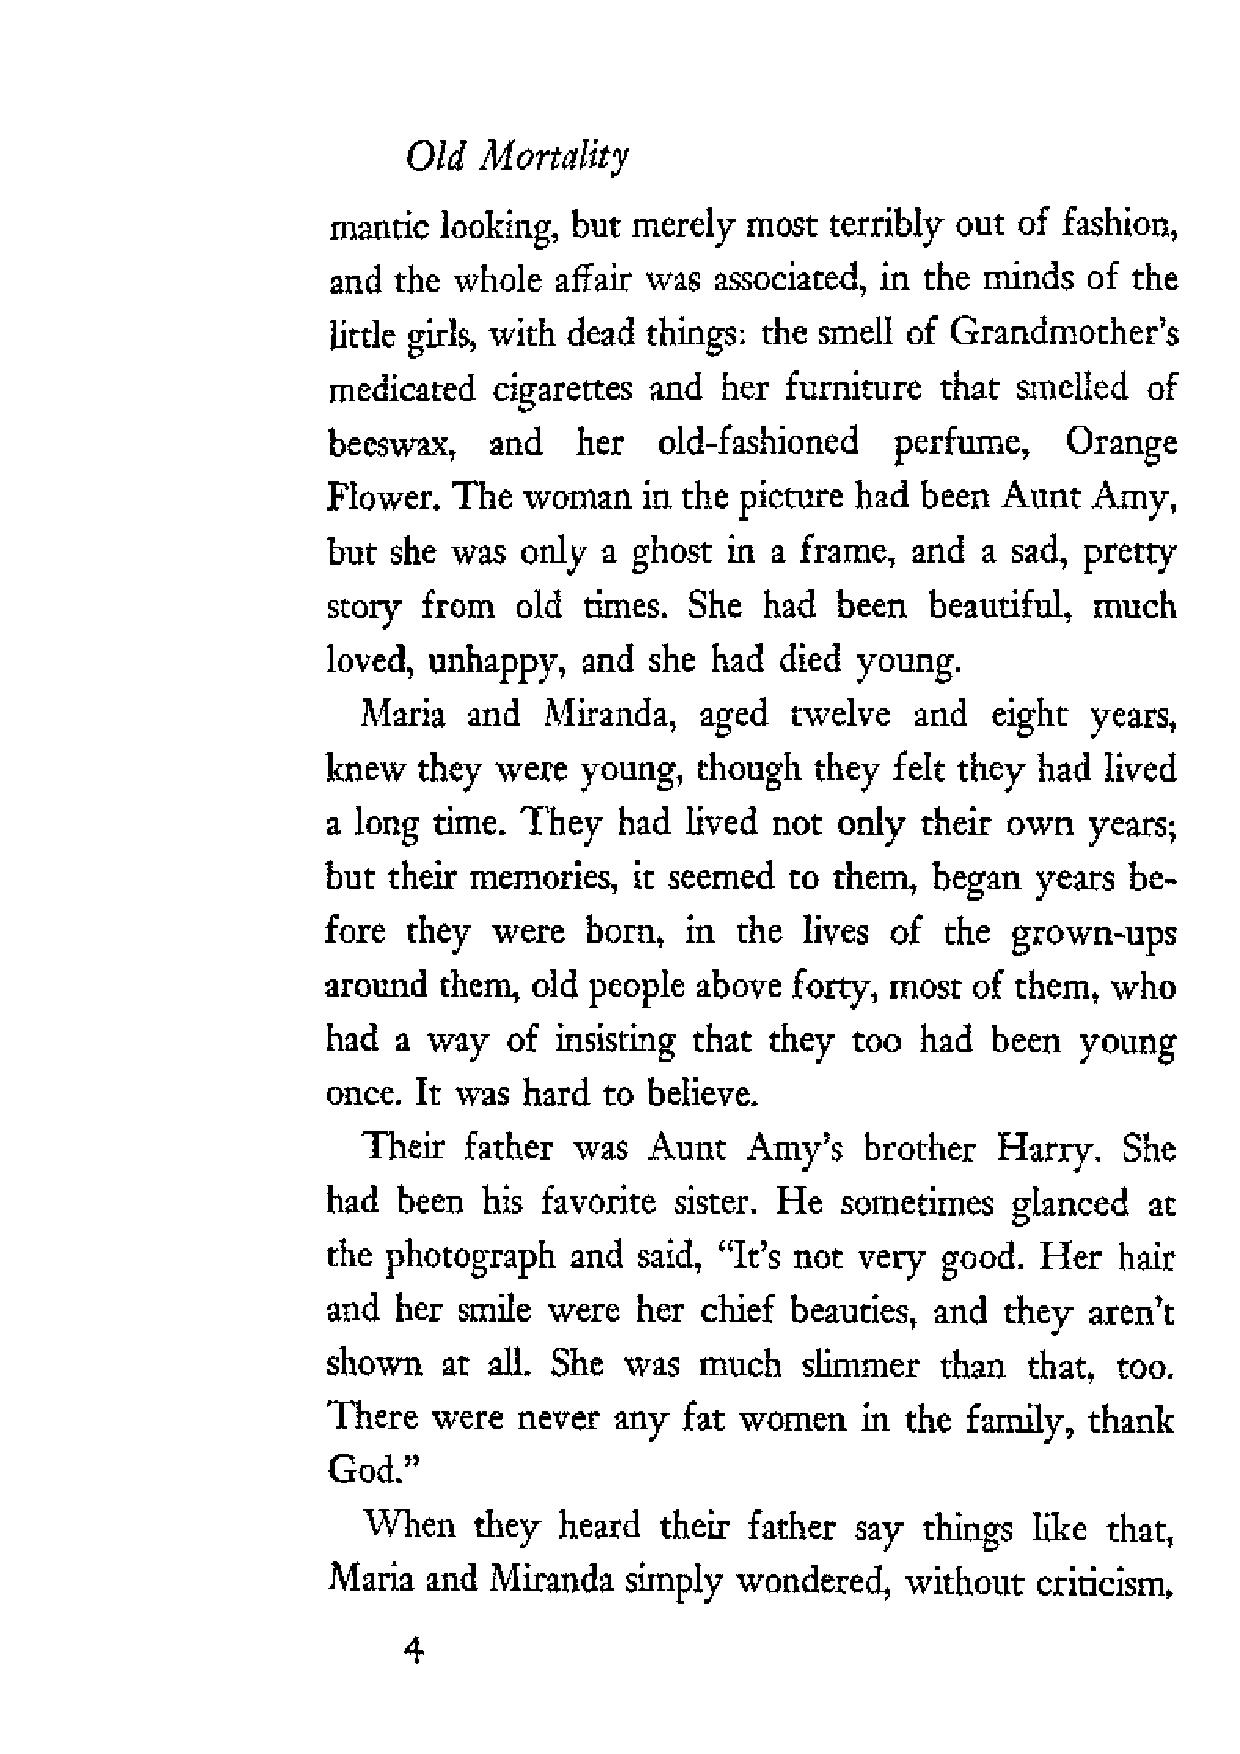 Old Mortality
mantic looking, but merely most terribly out of fashion,
and the whole affair was associated, in the minds of the
little girls, with dead things: the smell of Grandmother's
medicated cigarettes and her furniture that smelled of
beeswax, and her old-fashioned perfume, Orange
Flower. The woman in the picture had been Aunt Amy,
but she was only a ghost in a frame, and a sad, pretty
story from old times. She had been beautiful, much
loved, unhappy, and she had died young.
Maria and Miranda, aged twelve and eight years,
knew they were young, though they felt they had lived
a long time. They had lived not only their own years;
but their memories, it seemed to them, began years be-
fore they were born, in the lives of the grown-ups
around them, old people above forty, most of them, who
had a way of insisting that they too had been young
once. It was hard to believe.
Their father was Aunt Amy's brother Harry. She
had been his favorite sister. He sometimes glanced at
the photograph and said, “It's not very good. Her hair
and her smile were her chief beauties, and they aren't
shown at all. She was much slimmer than that, too.
There were never any fat women in the family, thank
God.”
When they heard their father say things like that,
Maria and Miranda simply wondered, without criticism,
4